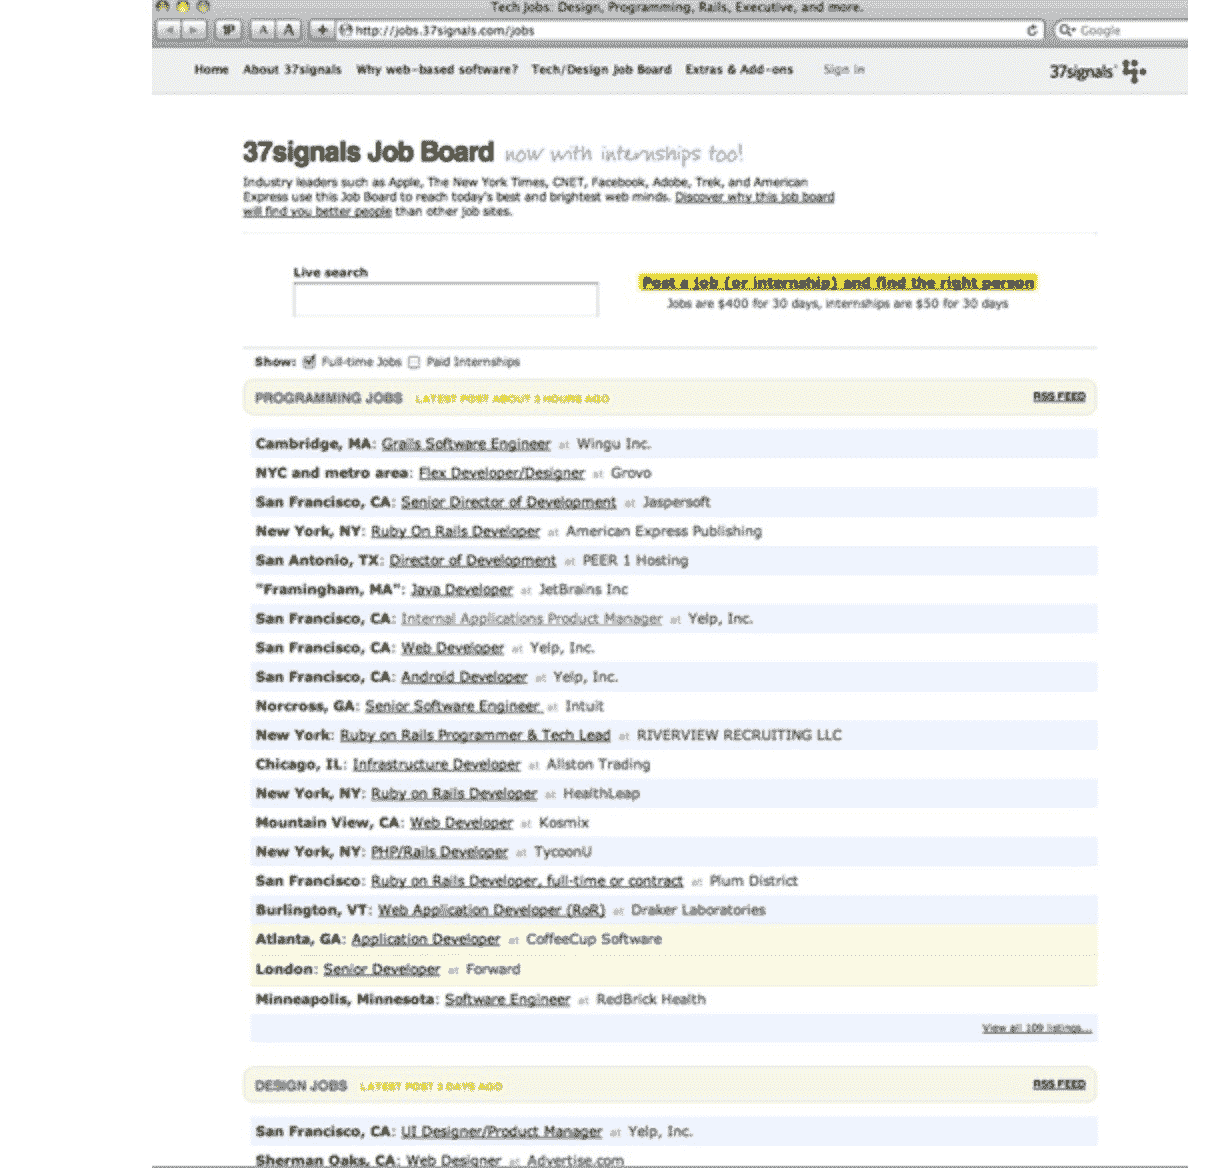 Tech Jobs: Design, Programming, Rails, Executive, and more.
A A + http://jobs.37signals.com/jobs Google
Home About 37signals Why web-based software? Tech/Design Job Board Extras & Add-ons Sign in 37signals
37signals Job Board now with internships too!
Industry leaders such as Apple, The New York Times, CNET, Facebook, Adobe, Trek, and American
Express use this Job Board to reach today's best and brightest web minds. Discover why this job board
will find you better people than other job sites.
Live search
Post a job (or internship) and find the right person
Jobs are $400 for 30 days, internships are $50 for 30 days
Show: Full-time Jobs Paid Internships
PROGRAMMING JOBS LATEST POST ABOUT 2 HOURS AGO RSS FEED
Cambridge, MA: Grails Software Engineer at Wingu Inc.
NYC and metro area: Flex Developer/Designer at Grovo
San Francisco, CA: Senior Director of Development at Jaspersoft
New York, NY: Ruby On Rails Developer at American Express Publishing
San Antonio, TX: Director of Development at PEER 1 Hosting
"Framingham, MA": Java Developer at JetBrains Inc
San Francisco, CA: Internal Applications Product Manager at Yelp, Inc.
San Francisco, CA: Web Developer at Yelp, Inc.
San Francisco, CA: Android Developer at Yelp, Inc.
Norcross, GA: Senior Software Engineer at Intuit
New York: Ruby on Rails Programmer & Tech Lead at RIVERVIEW RECRUITING LLC
Chicago, IL: Infrastructure Developer at Allston Trading
New York, NY: Ruby on Rails Developer at HealthLeap
Mountain View, CA: Web Developer at Kosmix
New York, NY: PHP/Rails Developer at TycoonU
San Francisco: Ruby on Rails Developer, full-time or contract at Plum District
Burlington, VT: Web Application Developer (RoR) at Draker Laboratories
Atlanta, GA: Application Developer at CoffeeCup Software
London: Senior Developer at Forward
Minneapolis, Minnesota: Software Engineer at RedBrick Health
View all 109 listings...
DESIGN JOBS LATEST POST 3 DAYS AGO RSS FEED
San Francisco, CA: UI Designer/Product Manager at Yelp, Inc.
Sherman Oaks, CA: Web Designer at Advertise.com